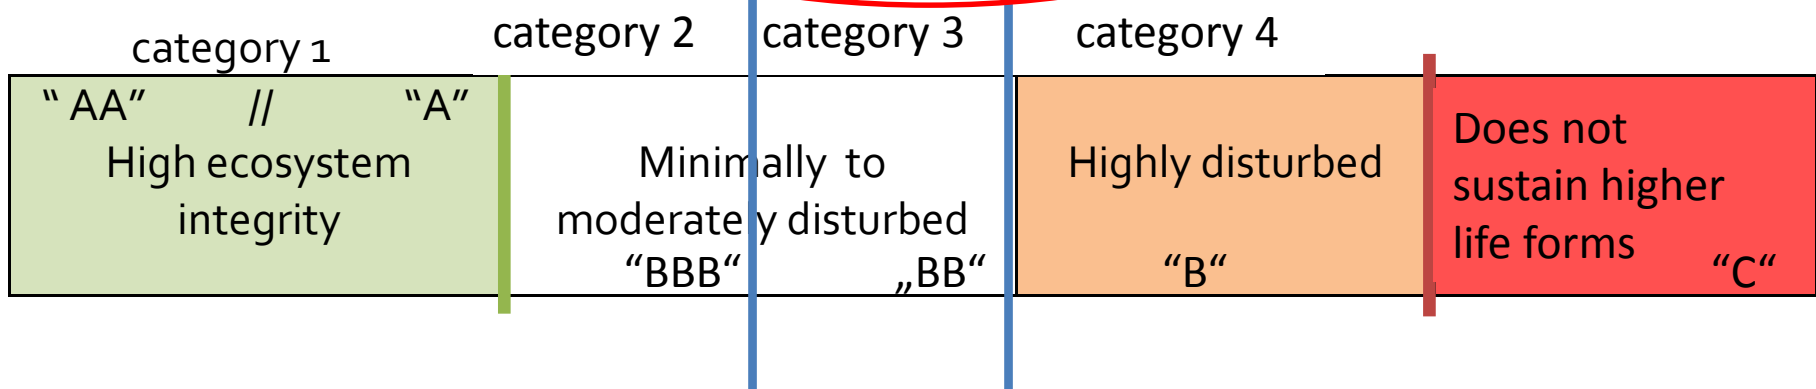 category 1
category 2
category 3
category 4
“ AA” // “A”
High ecosystem
integrity
Minimally to
moderately disturbed
“BBB“ „BB“
Highly disturbed
“B“
Does not
sustain higher
life forms
“C“